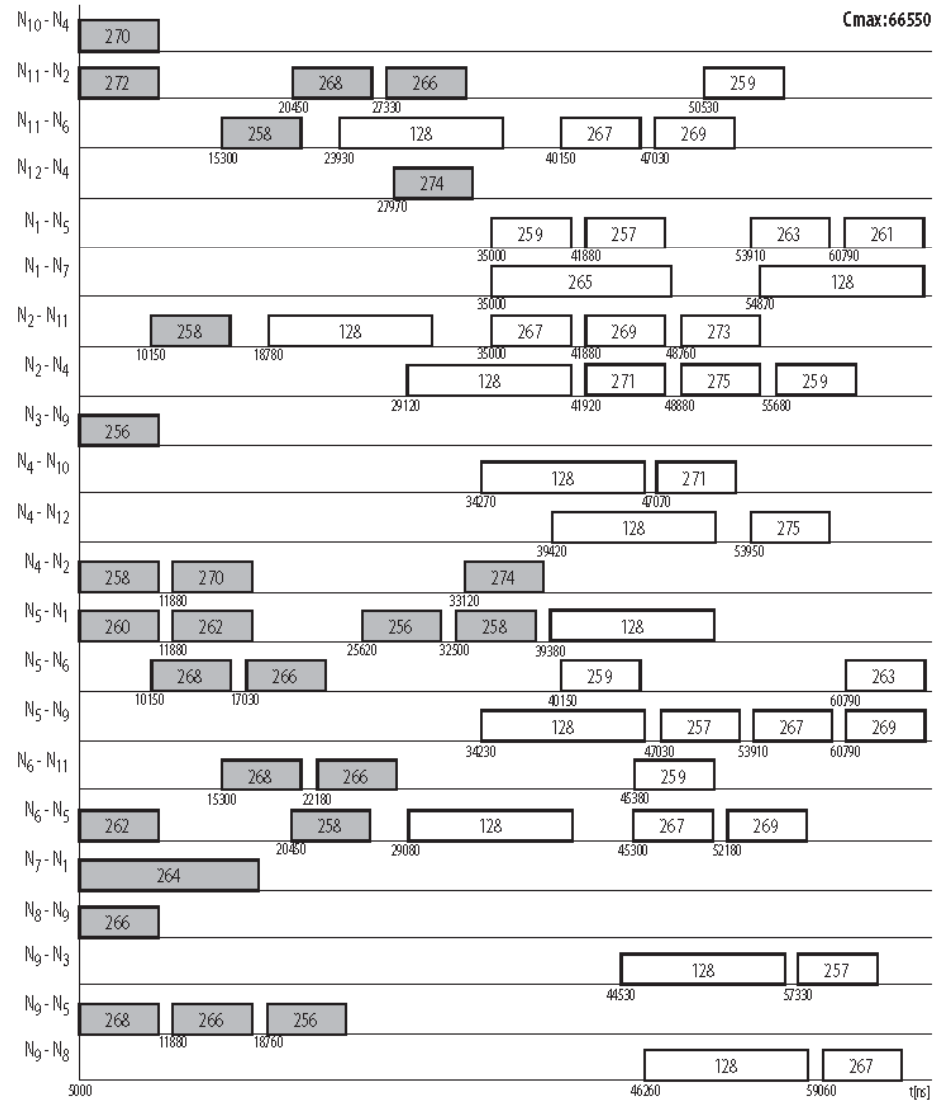 Cmax:66550
N10 - N4
270
N11 - N2
272 268 266 259
20450 27330 50530
N11 - N6
258 128 267 269
15300 23930 40150 47030
N12 - N4
274
27970
N1 - N5
259 257 263 261
35000 41880 53910 60790
N1 - N7
265 128
35000 54870
N2 - N11
258 128 267 269 273
10150 18780 35000 41880 48760
N2 - N4
128 271 275 259
29120 41920 48880 55680
N3 - N9
256
N4 - N10
128 271
34270 47070
N4 - N12
128 275
39420 53950
N4 - N2
258 270 274
11880 33120
N5 - N1
260 262 256 258 128
11880 25620 32500 39380
N5 - N6
268 266 259 263
10150 17030 40150 60790
N5 - N9
128 257 267 269
34230 47030 53910 60790
N6 - N11
268 266 259
15300 22180 45380
N6 - N5
262 258 128 267 269
20450 29080 45300 52180
N7 - N1
264
N8 - N9
266
N9 - N3
128 257
44530 57330
N9 - N5
268 266 256
11880 18760
N9 - N8
128 267
5000 46260 59060 t[ns]